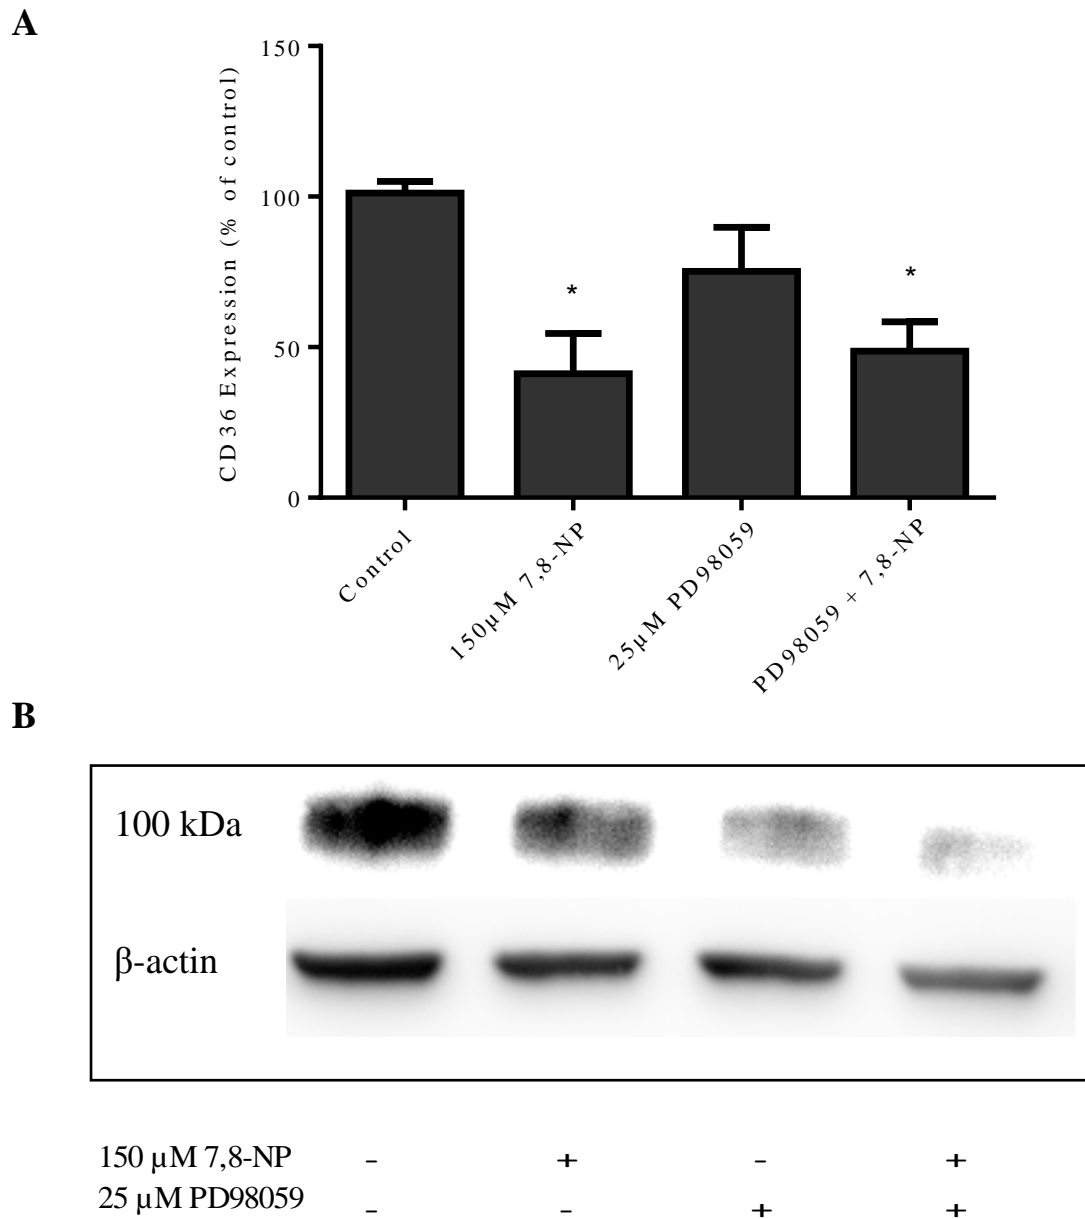 A
CD36 Expression (% of control)
150
100
50
0
*
*
Control
150µM 7,8-NP
25µM PD98059
PD98059 + 7,8-NP
B
100 kDa
β-actin
150 µM 7,8-NP - + - +
25 µM PD98059 - - + +